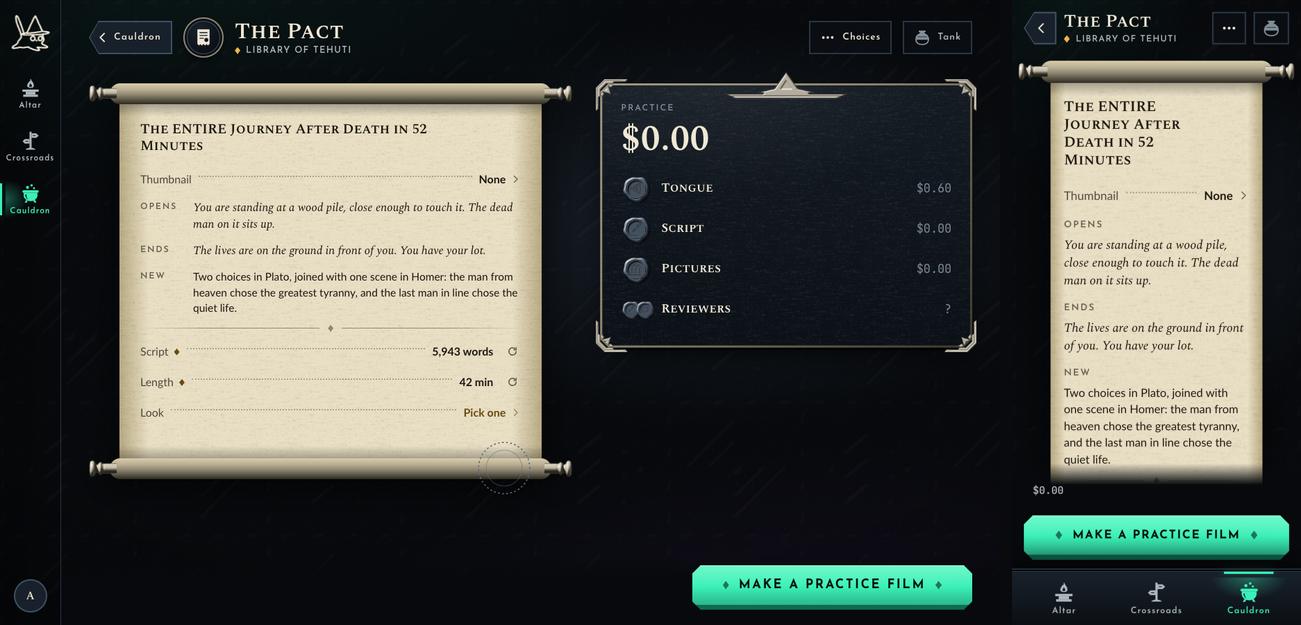 Cauldron
THE PACT
LIBRARY OF TEHUTI
Choices
Tank
Altar
Crossroads
Cauldron
A
THE ENTIRE JOURNEY AFTER DEATH IN 52
MINUTES
Thumbnail None
OPENS You are standing at a wood pile, close enough to touch it. The dead
man on it sits up.
ENDS The lives are on the ground in front of you. You have your lot.
NEW Two choices in Plato, joined with one scene in Homer: the man from
heaven chose the greatest tyranny, and the last man in line chose the
quiet life.
Script 5,943 words
Length 42 min
Look Pick one
PRACTICE
$0.00
TONGUE $0.60
SCRIPT $0.00
PICTURES $0.00
REVIEWERS ?
MAKE A PRACTICE FILM
THE PACT
LIBRARY OF TEHUTI
THE ENTIRE
JOURNEY AFTER
DEATH IN 52
MINUTES
Thumbnail None
OPENS
You are standing at a wood pile,
close enough to touch it. The dead
man on it sits up.
ENDS
The lives are on the ground in front
of you. You have your lot.
NEW
Two choices in Plato, joined with
one scene in Homer: the man from
heaven chose the greatest tyranny,
and the last man in line chose the
quiet life.
$0.00
MAKE A PRACTICE FILM
Altar
Crossroads
Cauldron